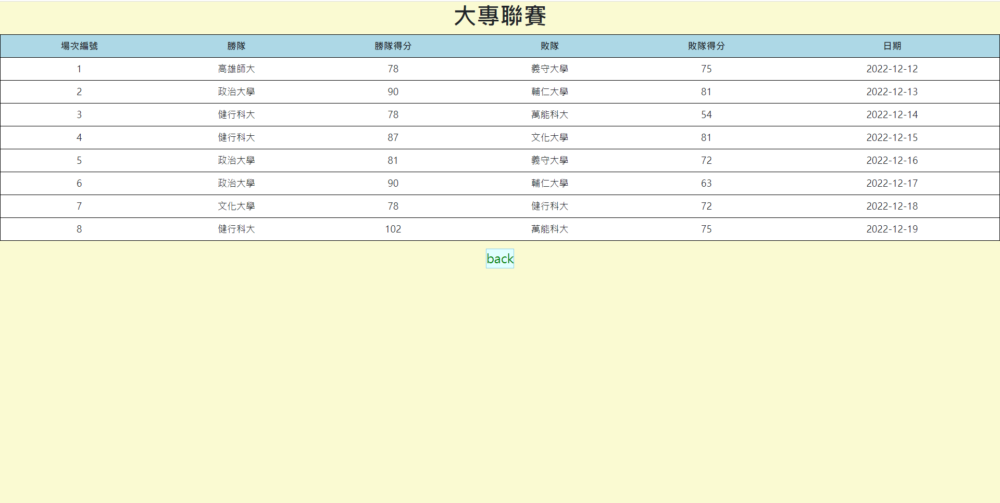 大專聯賽
場次編號 勝隊 勝隊得分 敗隊 敗隊得分 日期
1 高雄師大 78 義守大學 75 2022-12-12
2 政治大學 90 輔仁大學 81 2022-12-13
3 健行科大 78 萬能科大 54 2022-12-14
4 健行科大 87 文化大學 81 2022-12-15
5 政治大學 81 義守大學 72 2022-12-16
6 政治大學 90 輔仁大學 63 2022-12-17
7 文化大學 78 健行科大 72 2022-12-18
8 健行科大 102 萬能科大 75 2022-12-19
back